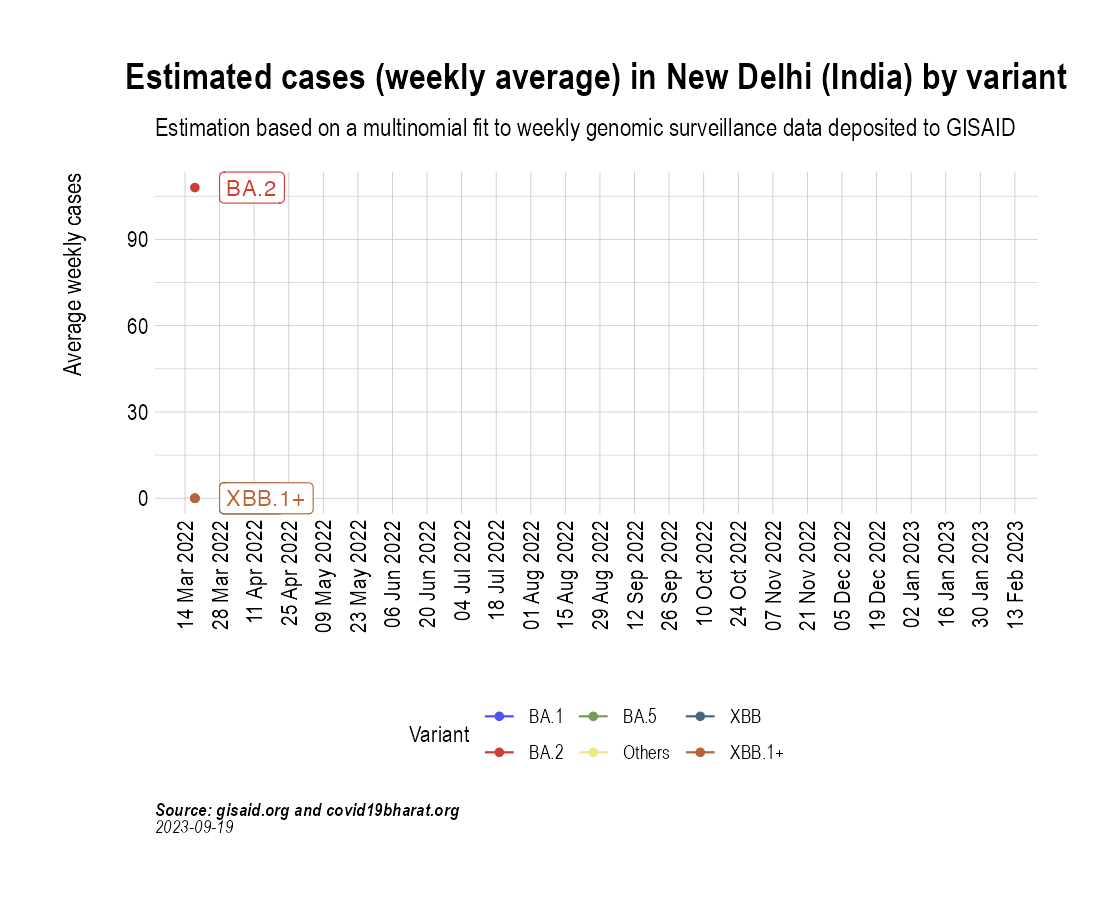 Estimated cases (weekly average) in New Delhi (India) by variant
Estimation based on a multinomial fit to weekly genomic surveillance data deposited to GISAID
Average weekly cases
BA.2
90
60
30
0
XBB.1+
14 Mar 2022
28 Mar 2022
11 Apr 2022
25 Apr 2022
09 May 2022
23 May 2022
06 Jun 2022
20 Jun 2022
04 Jul 2022
18 Jul 2022
01 Aug 2022
15 Aug 2022
29 Aug 2022
12 Sep 2022
26 Sep 2022
10 Oct 2022
24 Oct 2022
07 Nov 2022
21 Nov 2022
05 Dec 2022
19 Dec 2022
02 Jan 2023
16 Jan 2023
30 Jan 2023
13 Feb 2023
Variant
BA.1 BA.5 XBB
BA.2 Others XBB.1+
Source: gisaid.org and covid19bharat.org
2023-09-19